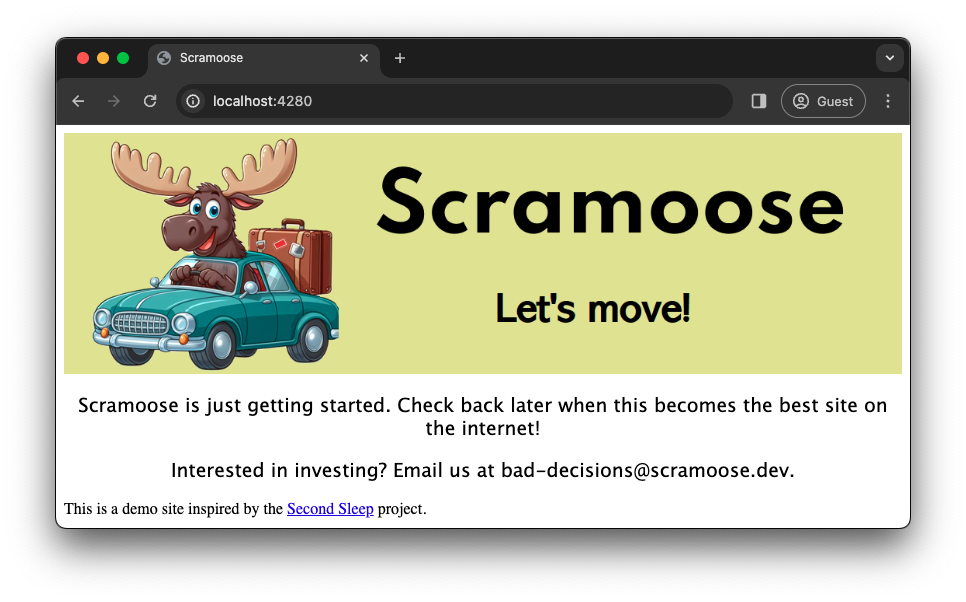 Scramoose
localhost:4280
Guest
Scramoose
Let's move!
Scramoose is just getting started. Check back later when this becomes the best site on
the internet!
Interested in investing? Email us at bad-decisions@scramoose.dev.
This is a demo site inspired by the Second Sleep project.